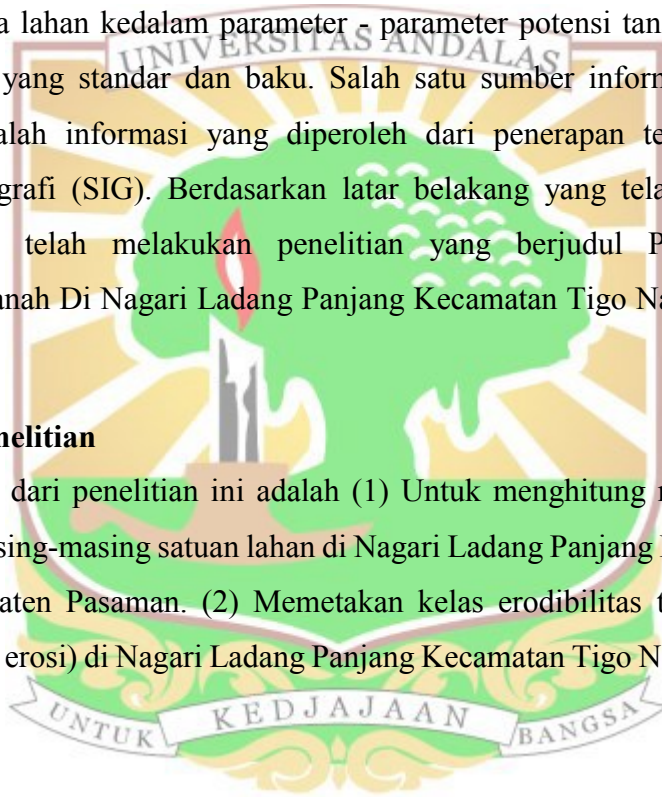 a lahan kedalam parameter - parameter potensi tan
UNIVERSITAS ANDALAS
yang standar dan baku. Salah satu sumber inform
alah informasi yang diperoleh dari penerapan te
grafi (SIG). Berdasarkan latar belakang yang tela
telah melakukan penelitian yang berjudul P
anah Di Nagari Ladang Panjang Kecamatan Tigo Na
nelitian
dari penelitian ini adalah (1) Untuk menghitung n
sing-masing satuan lahan di Nagari Ladang Panjang
aten Pasaman. (2) Memetakan kelas erodibilitas t
erosi) di Nagari Ladang Panjang Kecamatan Tigo N
UNTUK KEDJAJAAN BANGSA